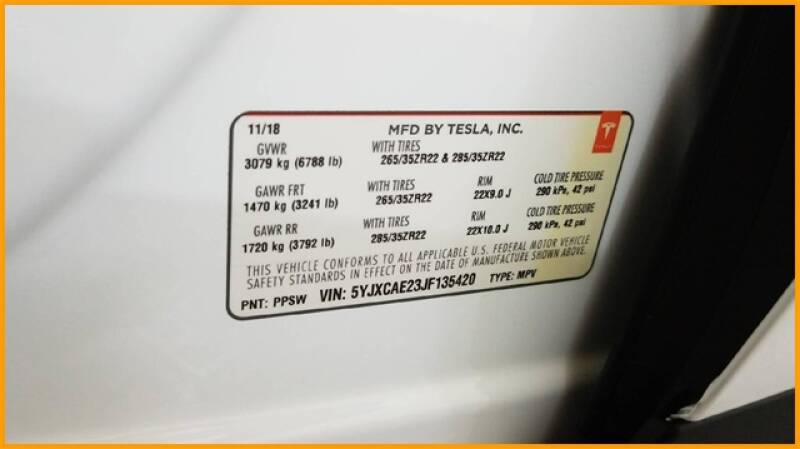 11/18 MFD BY TESLA, INC.
GVWR WITH TIRES
3079 kg (6788 lb) 265/35ZR22 & 285/35ZR22
GAWR FRT WITH TIRES RIM COLD TIRE PRESSURE
1470 kg (3241 lb) 265/35ZR22 22X9.0 J 290 kPa, 42 psi
GAWR RR WITH TIRES RIM COLD TIRE PRESSURE
1720 kg (3792 lb) 285/35ZR22 22X10.0 J 290 kPa, 42 psi
THIS VEHICLE CONFORMS TO ALL APPLICABLE U.S. FEDERAL MOTOR VEHICLE
SAFETY STANDARDS IN EFFECT ON THE DATE OF MANUFACTURE SHOWN ABOVE.
PNT: PPSW VIN: 5YJXCAE23JF135420 TYPE: MPV